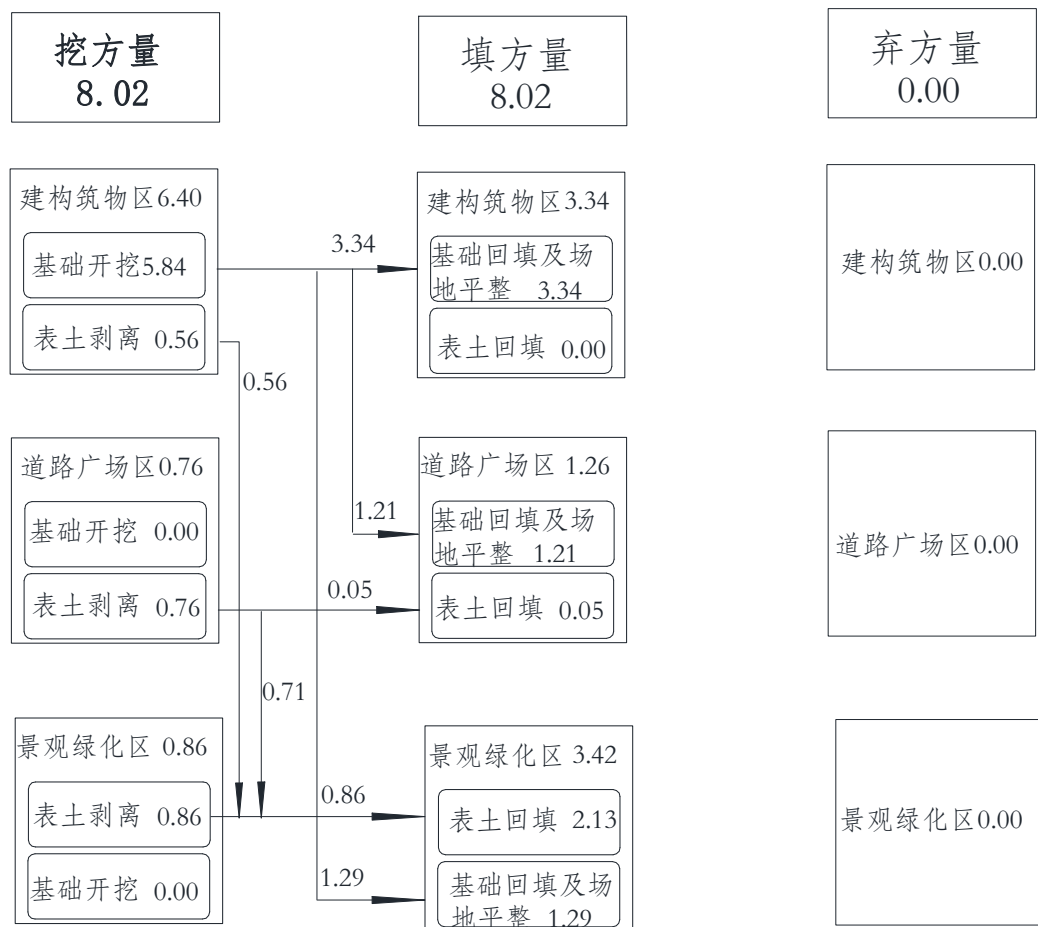 挖方量
8.02
填方量
8.02
弃方量
0.00
建构筑物区6.40
基础开挖5.84
表土剥离 0.56
3.34
0.56
建构筑物区3.34
基础回填及场
地平整 3.34
表土回填 0.00
建构筑物区0.00
道路广场区0.76
基础开挖 0.00
表土剥离 0.76
1.21
0.05
0.71
道路广场区 1.26
基础回填及场
地平整 1.21
表土回填 0.05
道路广场区0.00
景观绿化区 0.86
表土剥离 0.86
基础开挖 0.00
0.86
1.29
景观绿化区 3.42
表土回填 2.13
基础回填及场
地平整 1.29
景观绿化区0.00